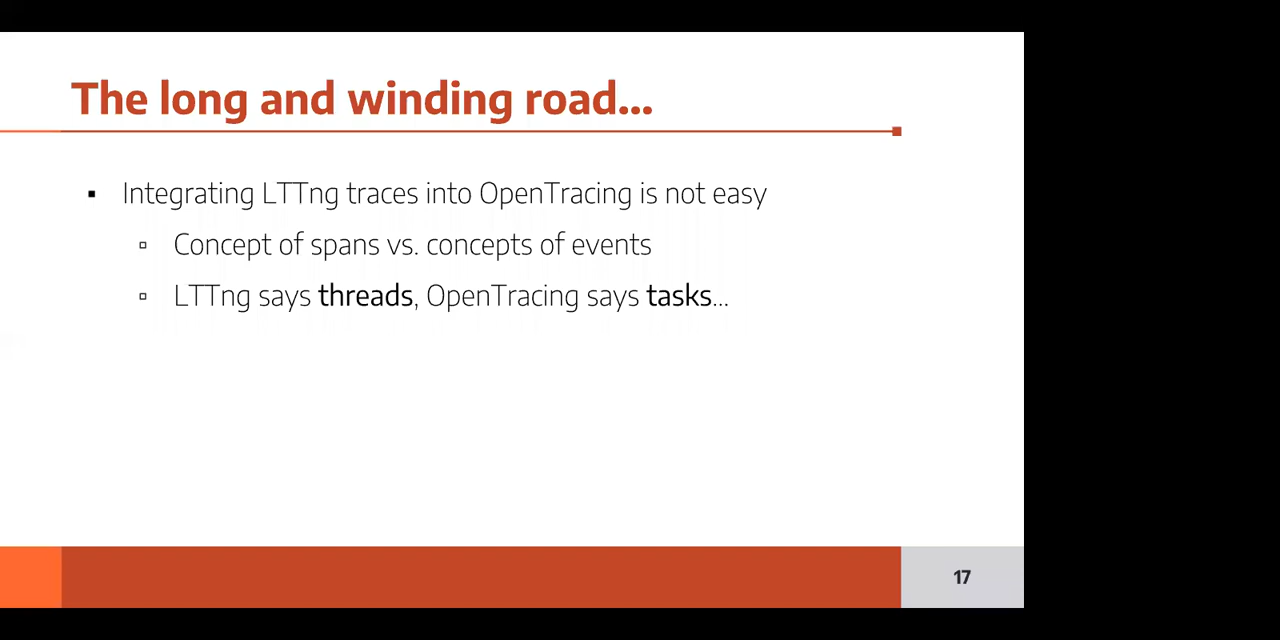 The long and winding road...
▪ Integrating LTTng traces into OpenTracing is not easy
▫ Concept of spans vs. concepts of events
▫ LTTng says threads, OpenTracing says tasks...
17